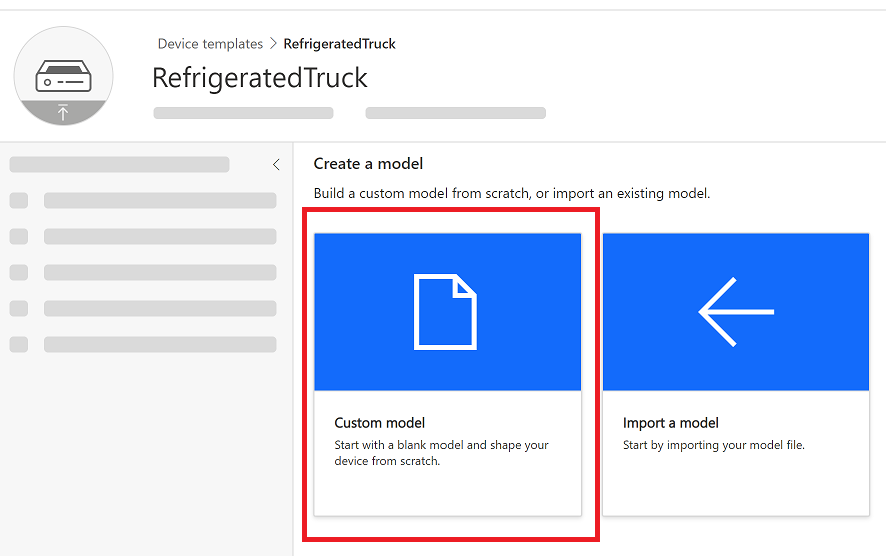 Device templates > RefrigeratedTruck
RefrigeratedTruck
Create a model
Build a custom model from scratch, or import an existing model.
Custom model
Start with a blank model and shape your
device from scratch.
Import a model
Start by importing your model file.